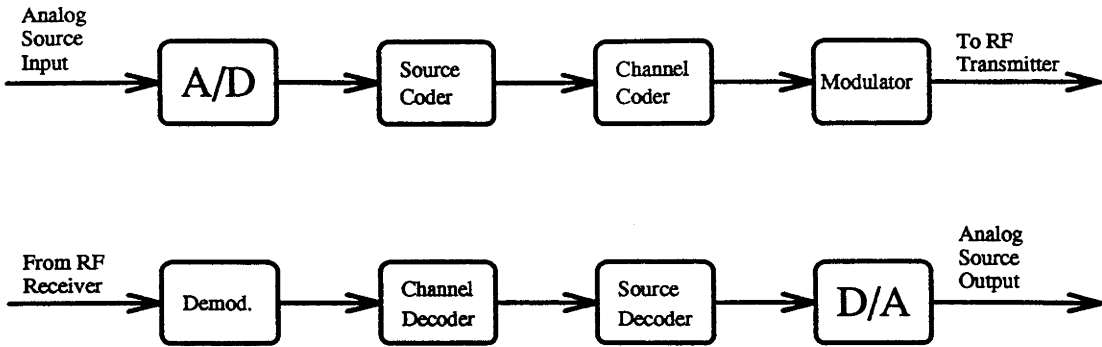 Analog
Source
Input
A/D
Source
Coder
Channel
Coder
Modulator
To RF
Transmitter
From RF
Receiver
Demod.
Channel
Decoder
Source
Decoder
D/A
Analog
Source
Output